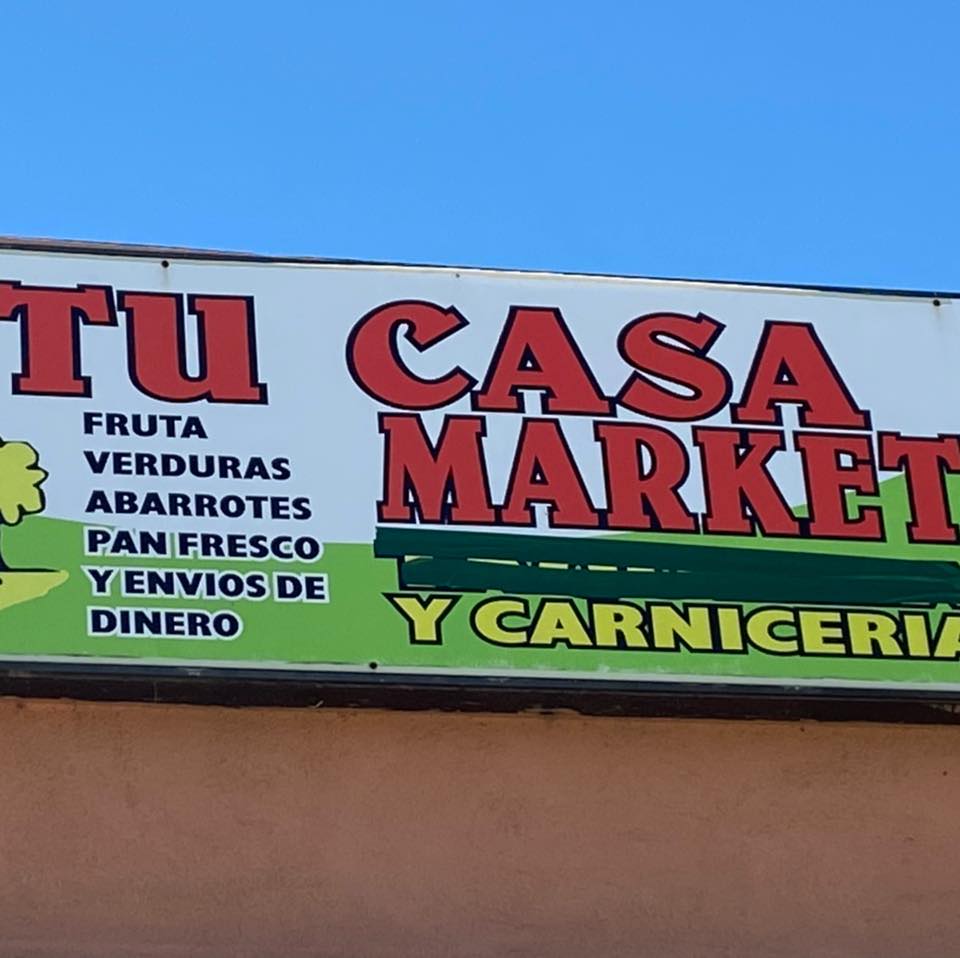 TU CASA
MARKET
FRUTA
VERDURAS
ABARROTES
PAN FRESCO
Y ENVIOS DE
DINERO
Y CARNICERIA